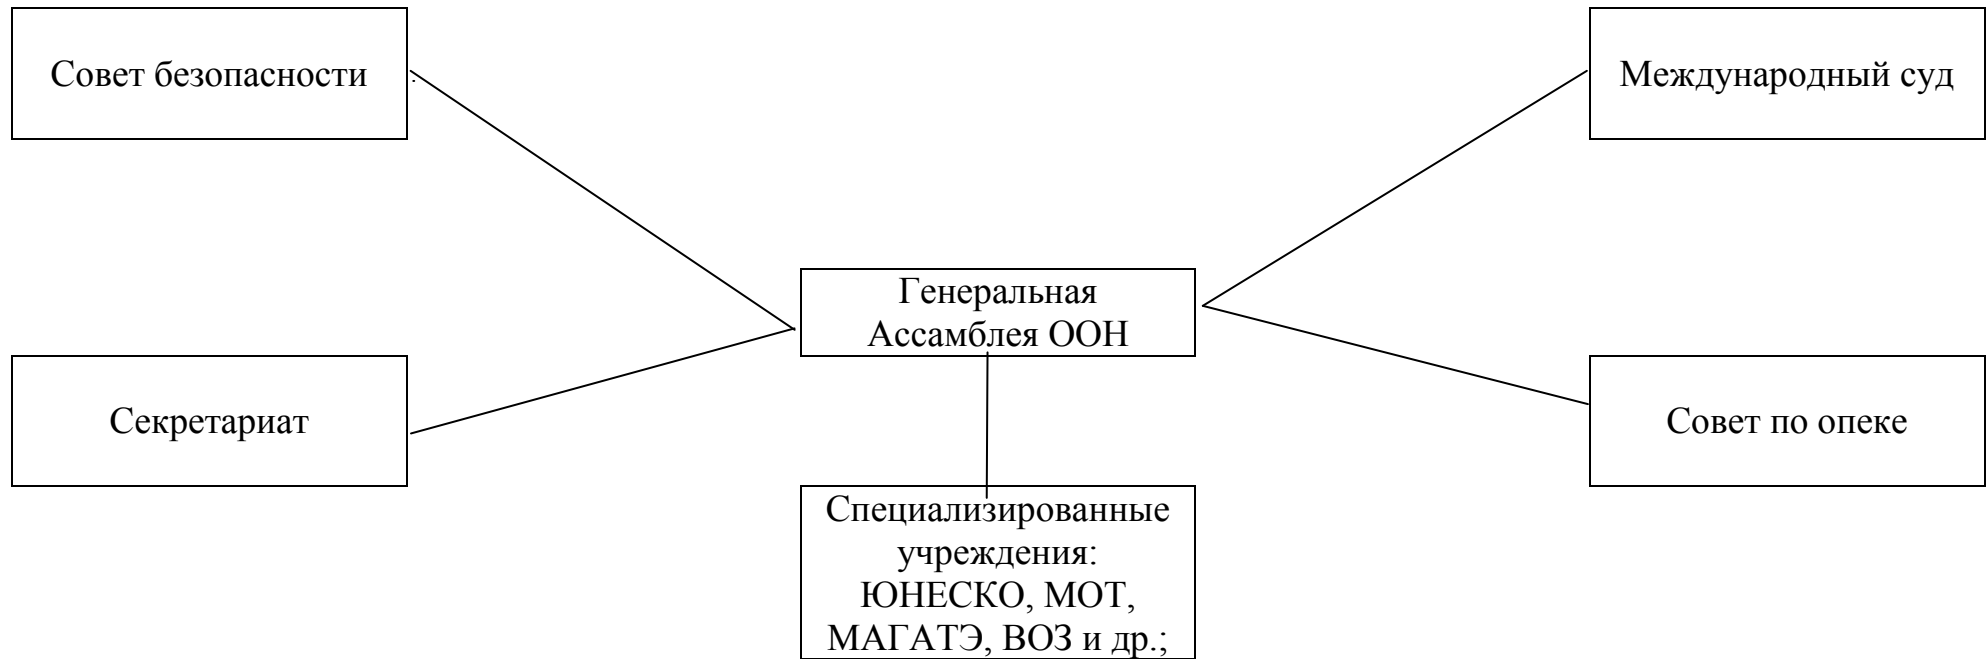 Совет безопасности
Международный суд
Генеральная
Ассамблея ООН
Секретариат
Совет по опеке
Специализированные
учреждения:
ЮНЕСКО, МОТ,
МАГАТЭ, ВОЗ и др.;